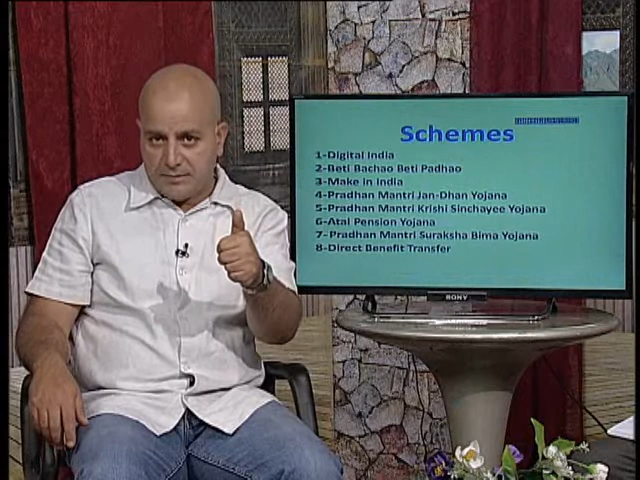 Schemes
1-Digital India
2-Beti Bachao Beti Padhao
3-Make in India
4-Pradhan Mantri Jan-Dhan Yojana
5-Pradhan Mantri Krishi Sinchayee Yojana
6-Atal Pension Yojana
7-Pradhan Mantri Suraksha Bima Yojana
8-Direct Benefit Transfer
SONY